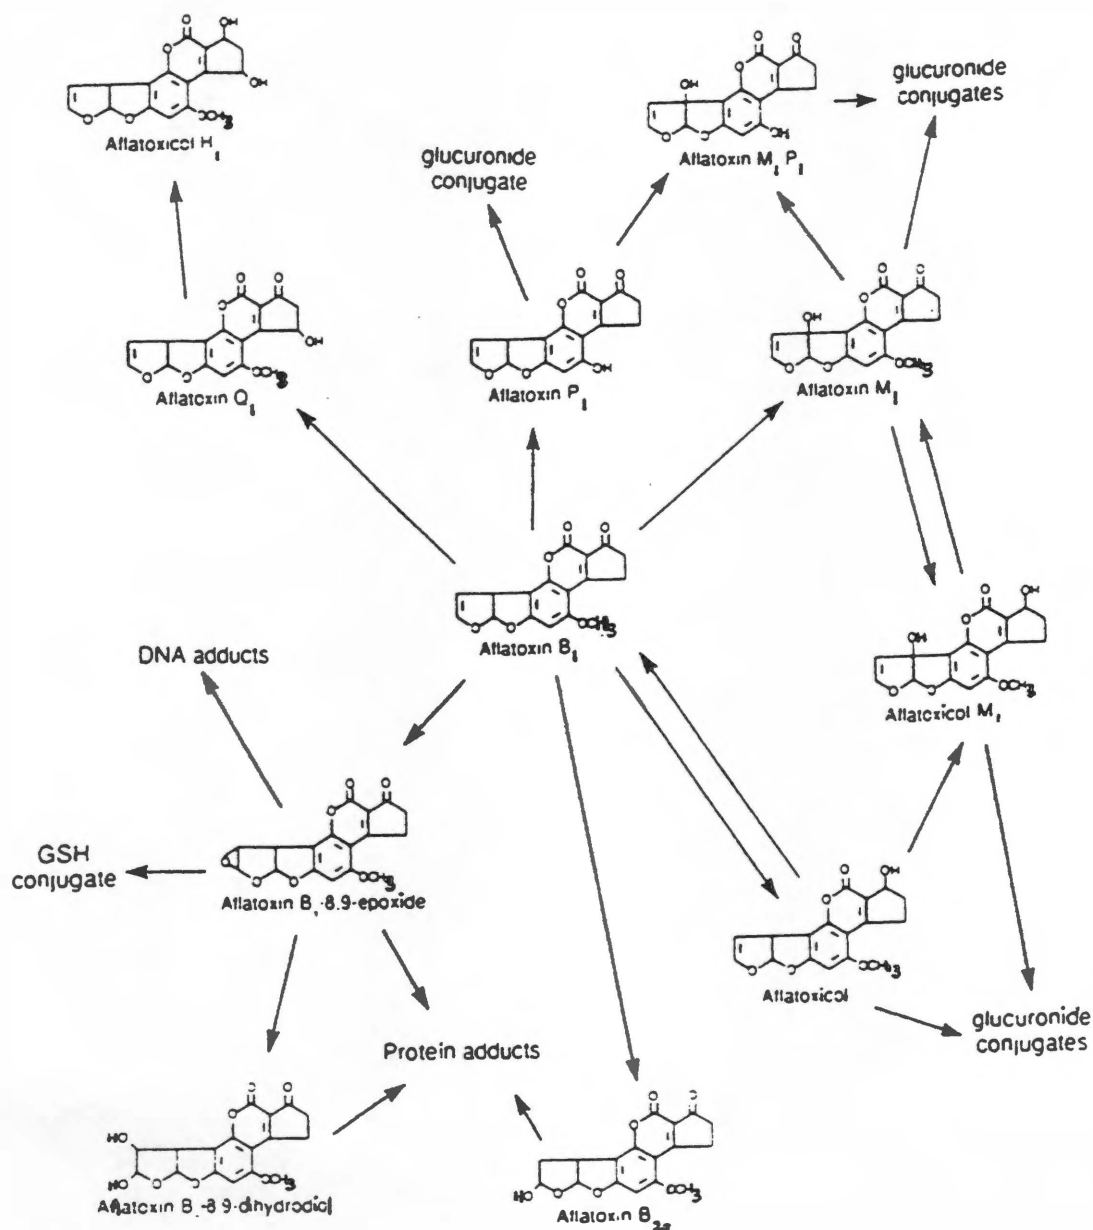 Aflatoxicol H₁
glucuronide
conjugates
Aflatoxin M₁ P₁
glucuronide
conjugate
Aflatoxin Q₁
Aflatoxin P₁
Aflatoxin M₁
Aflatoxin B₁
Aflatoxicol M₁
DNA adducts
GSH
conjugate
Aflatoxin B₁-8,9-epoxide
Aflatoxicol
glucuronide
conjugates
Protein adducts
Aflatoxin B₁-8,9-dihydrodiol
Aflatoxin B₂ₐ